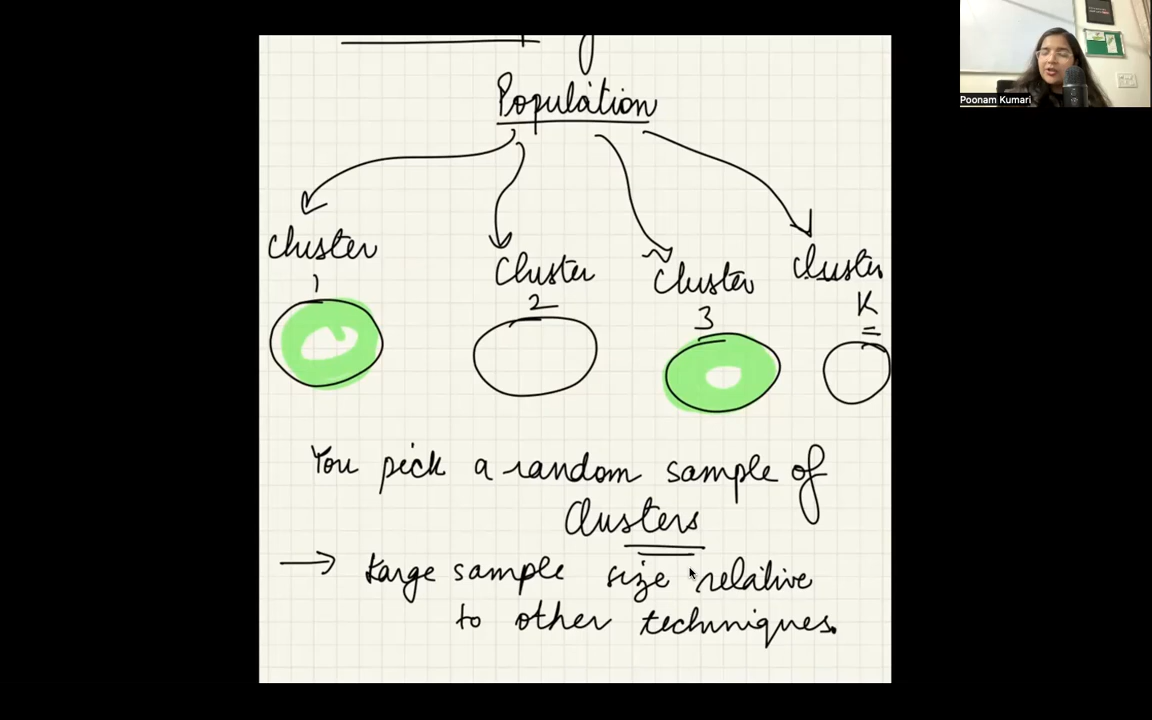 Population
Cluster
1
Cluster
2
Cluster
3
Cluster
K
You pick a random sample of
Clusters
→ Large sample size relative
to other techniques.
Poonam Kumari